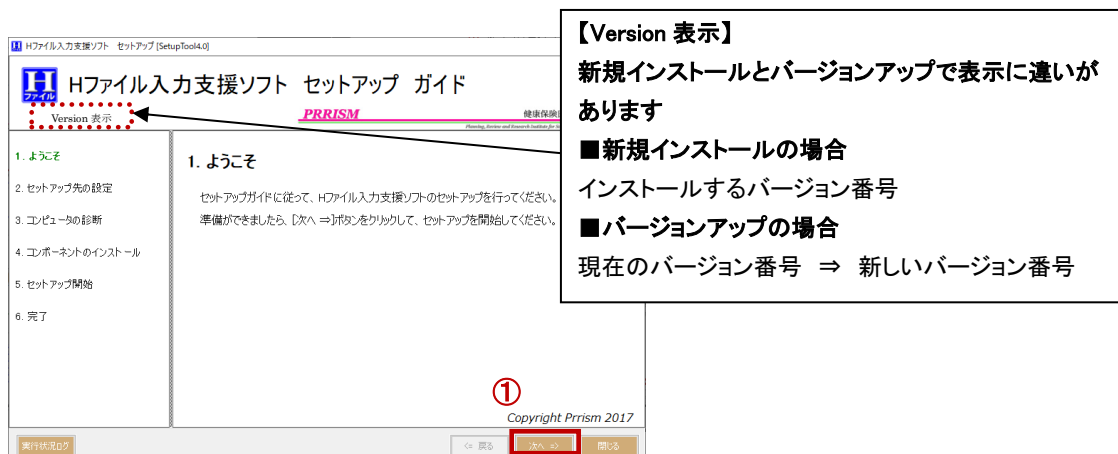 Hファイル入力支援ソフト セットアップ [SetupTool4.0]
H
ファイル
Hファイル入力支援ソフト セットアップ ガイド
Version 表示
PRRISM
健康保険
Planning, Review and Research Institute for
1. ようこそ
2. セットアップ先の設定
3. コンピュータの診断
4. コンポーネントのインストール
5. セットアップ開始
6. 完了
1. ようこそ
セットアップガイドに従って、Hファイル入力支援ソフトのセットアップを行ってください。
準備ができましたら、[次へ ⇒]ボタンをクリックして、セットアップを開始してください。
①
Copyright Prrism 2017
実行状況ログ
<= 戻る
次へ =>
閉じる
【Version 表示】
新規インストールとバージョンアップで表示に違いが
あります
■新規インストールの場合
インストールするバージョン番号
■バージョンアップの場合
現在のバージョン番号 ⇒ 新しいバージョン番号